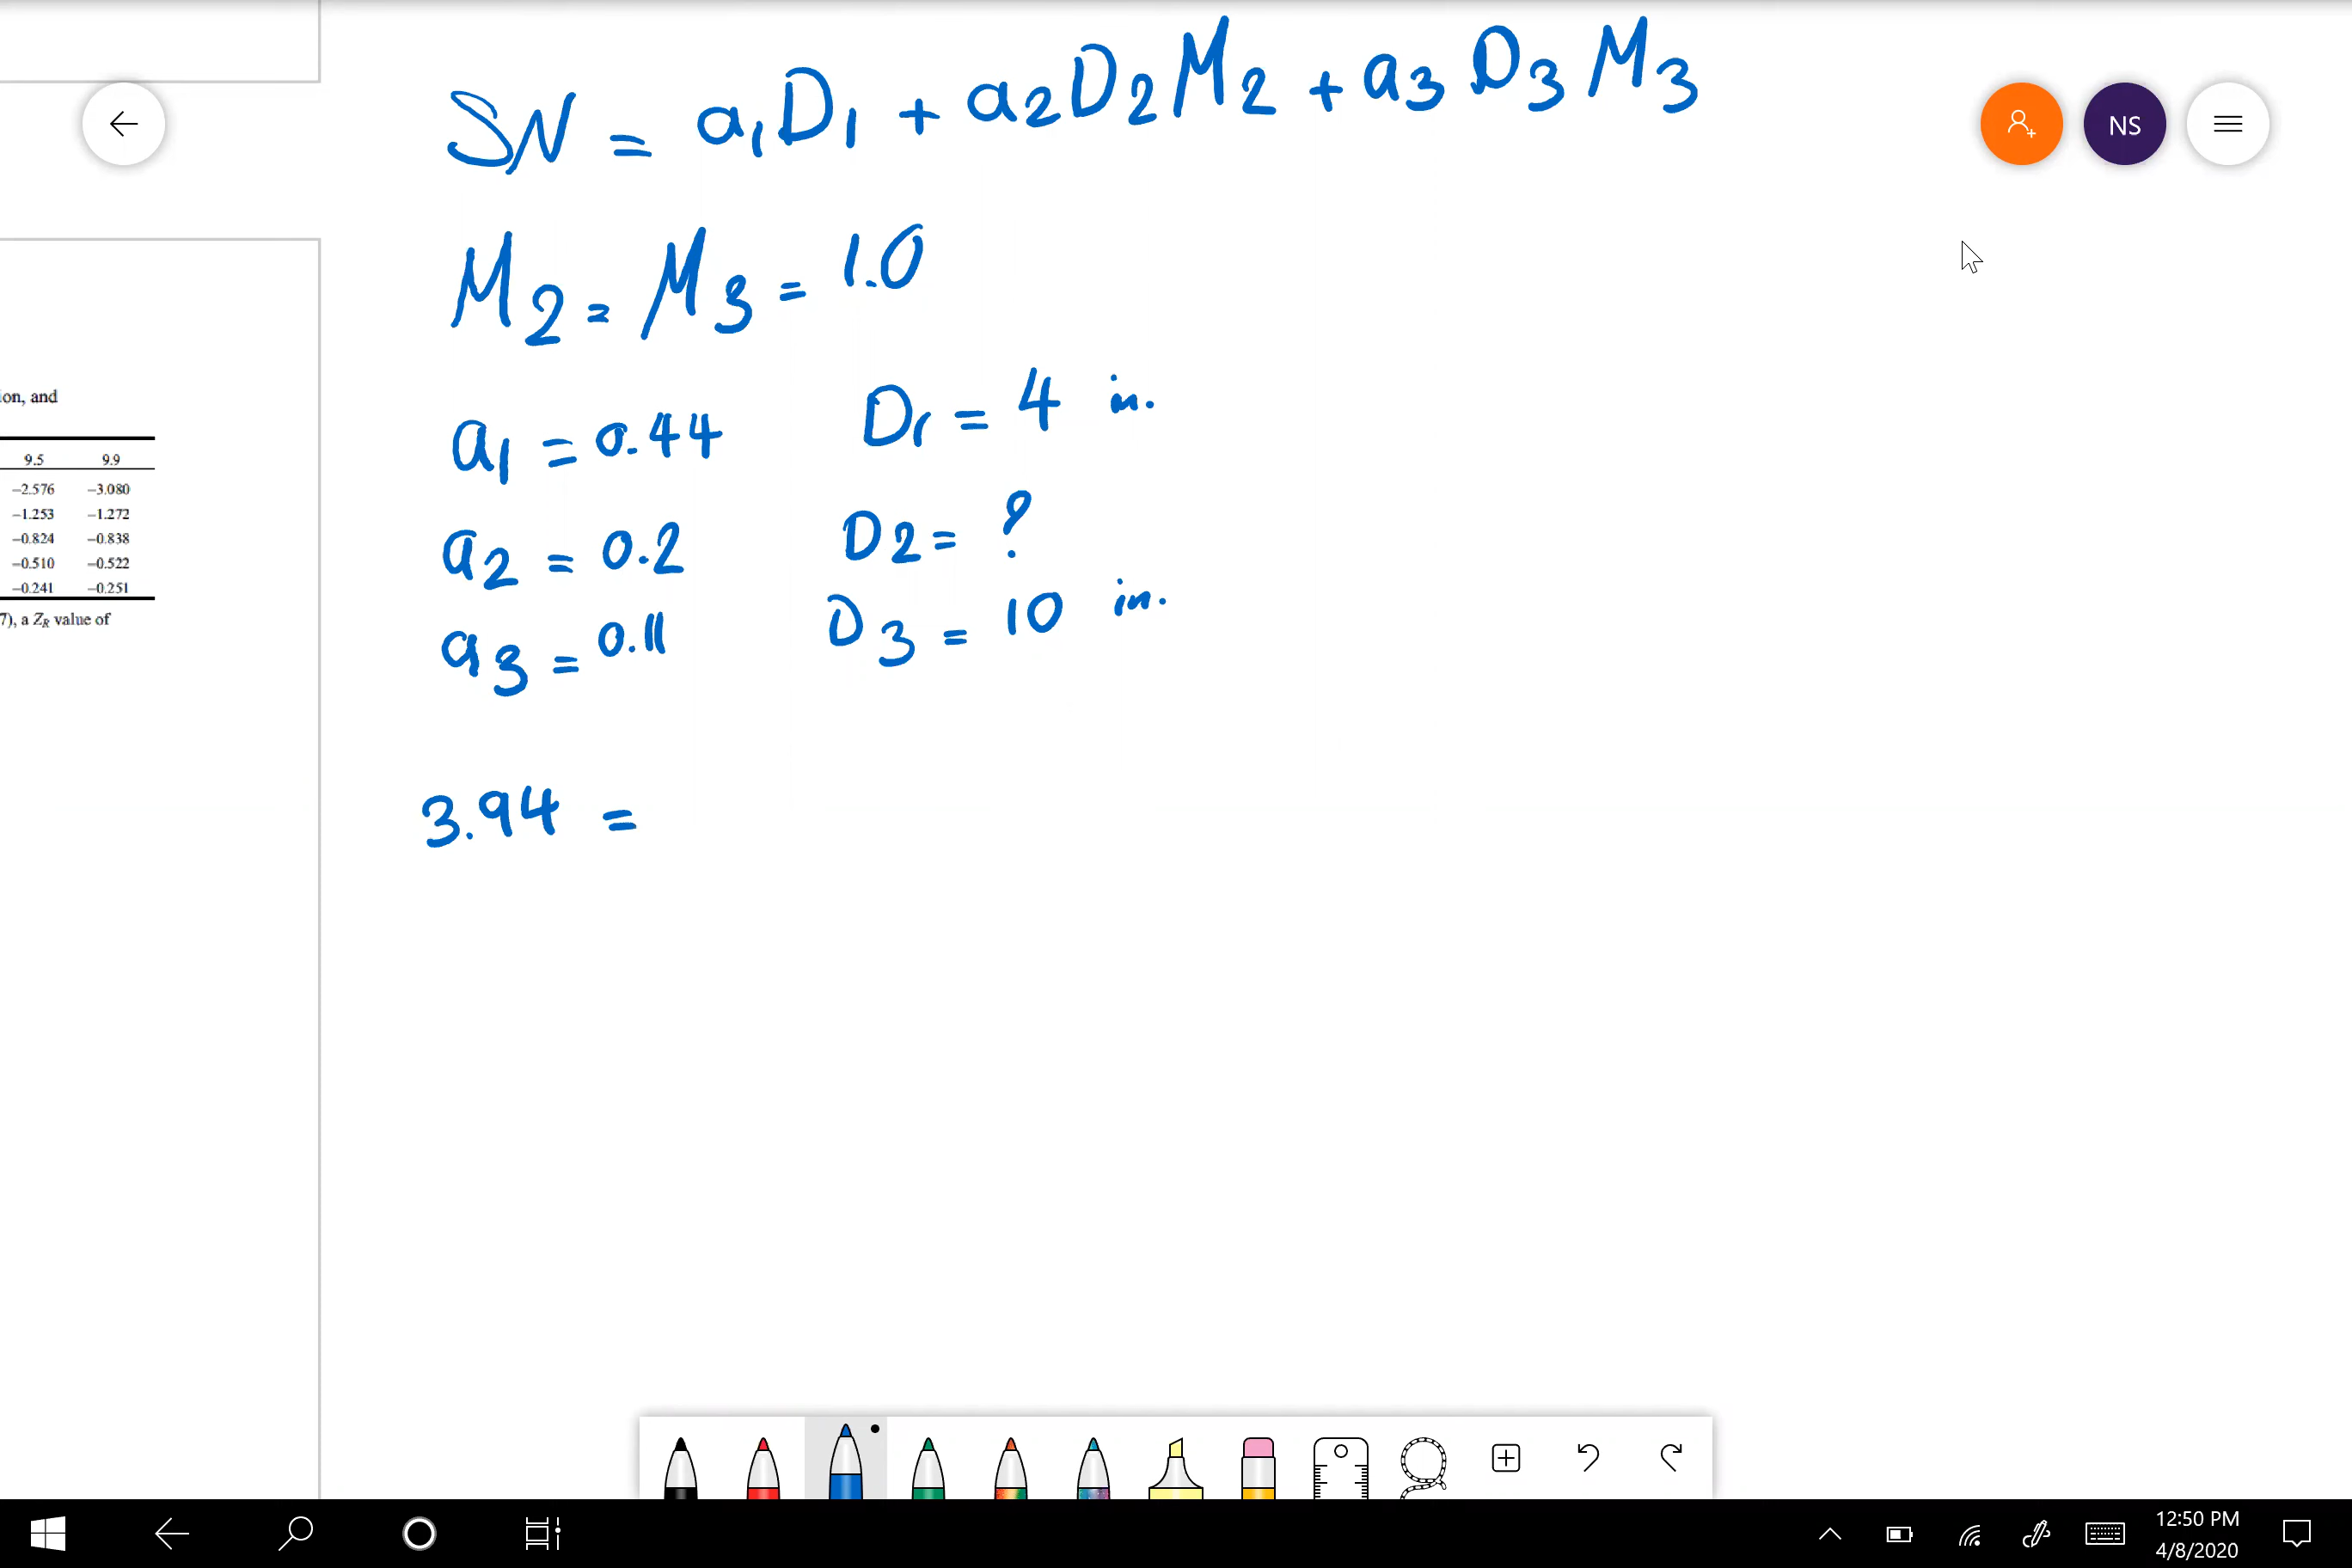 SN = a₁D₁ + a₂D₂M₂ + a₃D₃M₃
NS
M₂ = M₃ = 1.0
ion, and
a₁ = 0.44 D₁ = 4 in.
9.5 9.9
-2.576 -3.080
-1.253 -1.272
-0.824 -0.838
-0.510 -0.522
-0.241 -0.251
7), a Z_R value of
a₂ = 0.2 D₂ = ?
a₃ = 0.11 D₃ = 10 in.
3.94 =
12:50 PM
4/8/2020